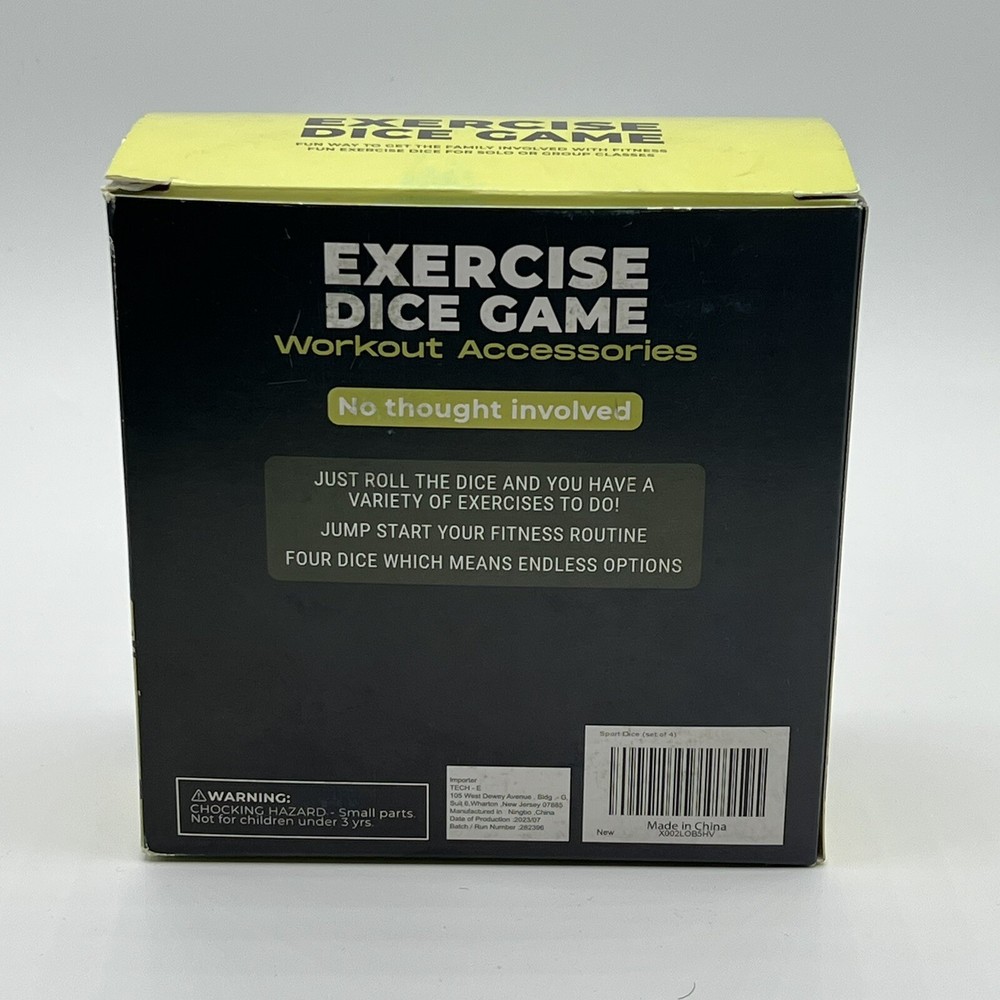 EXERCISE
DICE GAME
FUN WAY TO GET THE FAMILY INVOLVED WITH FITNESS
FUN EXERCISE DICE FOR SOLO OR GROUP CLASSES
EXERCISE
DICE GAME
Workout Accessories
No thought involved
JUST ROLL THE DICE AND YOU HAVE A
VARIETY OF EXERCISES TO DO!
JUMP START YOUR FITNESS ROUTINE
FOUR DICE WHICH MEANS ENDLESS OPTIONS
⚠WARNING:
CHOCKING HAZARD - Small parts.
Not for children under 3 yrs.
Importer
TECH - E
105 West Dewey Avenue , Bldg .- G,
Suit 6,Wharton ,New Jersey 07885
Manufactured in : Ningbo ,China
Data of Production :2023/07
Batch / Run Number :282396
Sport Dice (set of 4)
New
Made in China
X002LOB5HV